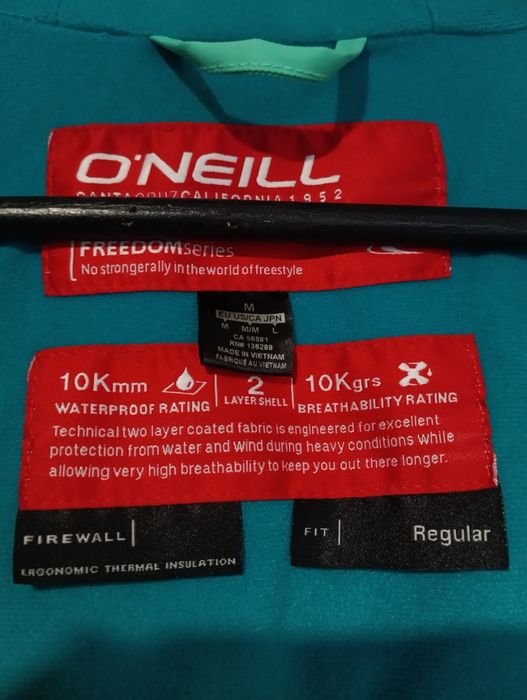 O'NEILL
SANTA CRUZ CALIFORNIA 1952
FREEDOMseries
No strongerally in the world of freestyle
M
EU US/CA JPN
M M/M L
CA 56881
RN# 136289
MADE IN VIETNAM
FABRIQUÉ AU VIETNAM
10Kmm 2 10Kgrs
WATERPROOF RATING LAYER SHELL BREATHABILITY RATING
Technical two layer coated fabric is engineered for excellent
protection from water and wind during heavy conditions while
allowing very high breathability to keep you out there longer.
FIREWALL
ERGONOMIC THERMAL INSULATION
FIT Regular